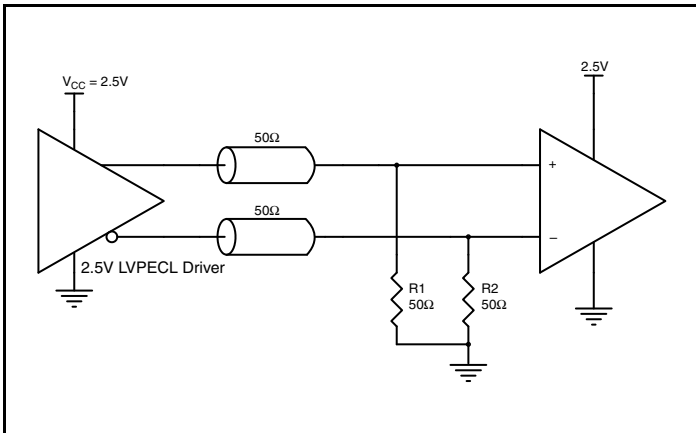 V_CC = 2.5V
2.5V
50Ω
50Ω
+
−
2.5V LVPECL Driver
R1
50Ω
R2
50Ω